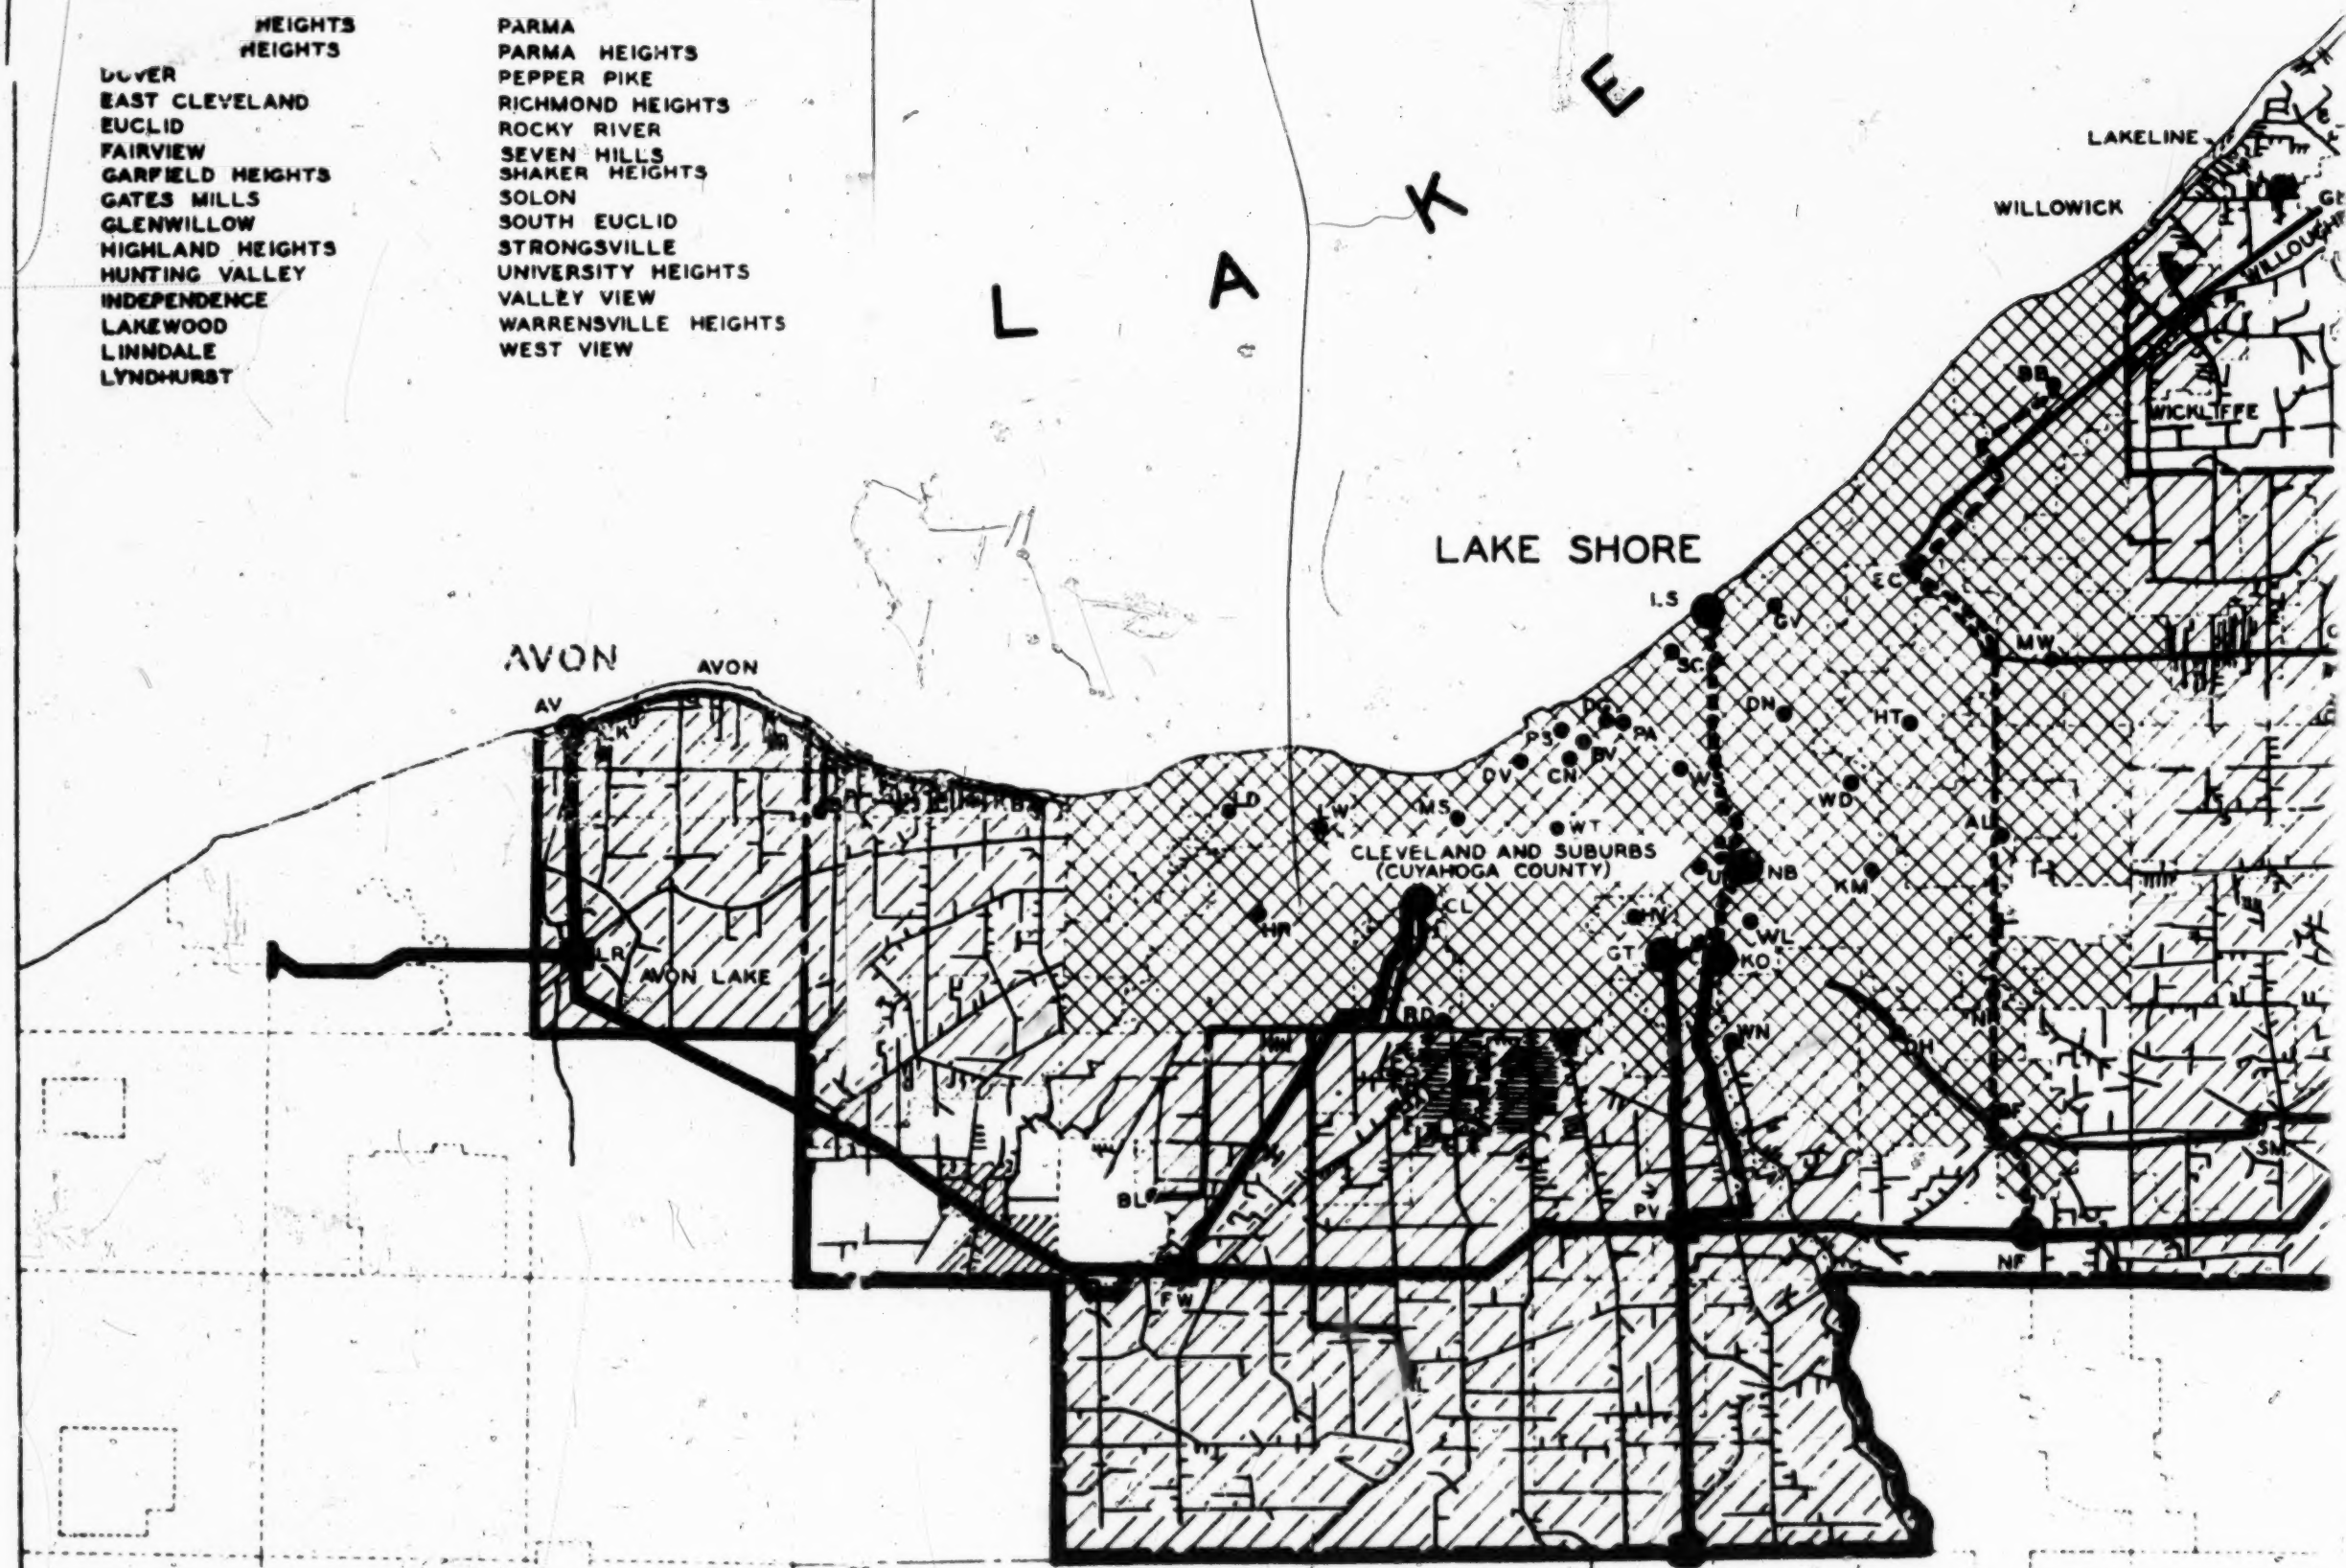 HEIGHTS
HEIGHTS
DOVER
EAST CLEVELAND
EUCLID
FAIRVIEW
GARFIELD HEIGHTS
GATES MILLS
GLENWILLOW
HIGHLAND HEIGHTS
HUNTING VALLEY
INDEPENDENCE
LAKEWOOD
LINNDALE
LYNDHURST
PARMA
PARMA HEIGHTS
PEPPER PIKE
RICHMOND HEIGHTS
ROCKY RIVER
SEVEN HILLS
SHAKER HEIGHTS
SOLON
SOUTH EUCLID
STRONGSVILLE
UNIVERSITY HEIGHTS
VALLEY VIEW
WARRENSVILLE HEIGHTS
WEST VIEW
LAKE
LAKELINE
WILLOWICK
BB
WICKLIFFE
LAKE SHORE
LS
EC
GV
SC
MW
AVON
AVON
AV
DN
HT
PS
PA
BV
DV
CN
WD
LD
LW
MS
WT
AL
CLEVELAND AND SUBURBS
(CUYAHOGA COUNTY)
NB
KM
CL
HR
HV
WL
GT
KO
LR
AVON LAKE
RD
WN
DH
SM
BL
PV
NF
FW